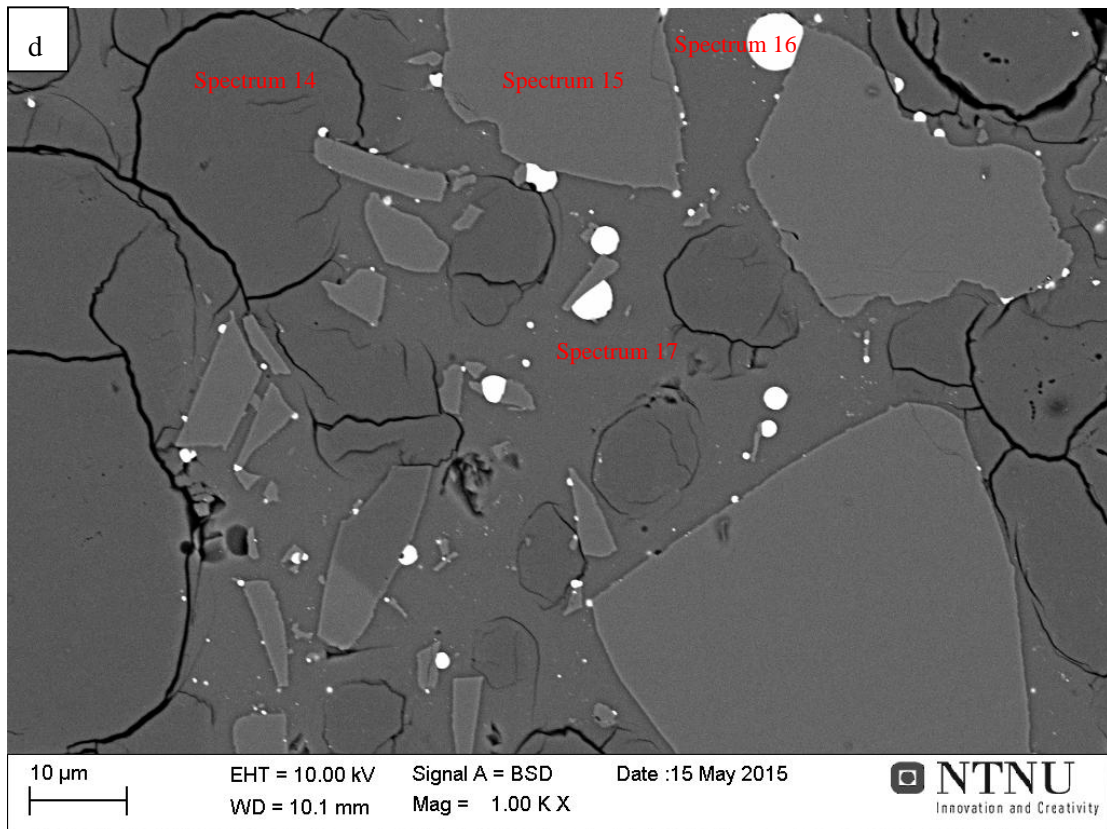 d
Spectrum 14
Spectrum 15
Spectrum 16
Spectrum 17
10 µm
EHT = 10.00 kV
Signal A = BSD
Date :15 May 2015
WD = 10.1 mm
Mag = 1.00 K X
NTNU
Innovation and Creativity